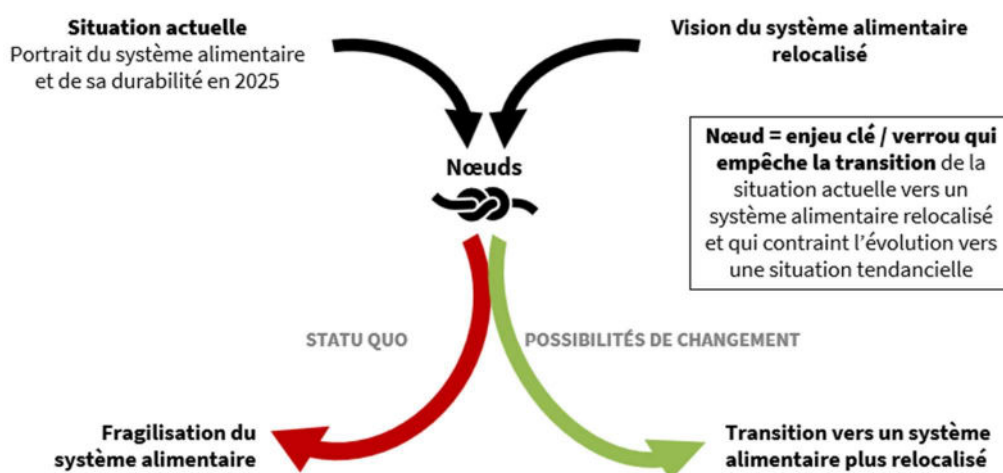 Situation actuelle
Portrait du système alimentaire
et de sa durabilité en 2025
Vision du système alimentaire
relocalisé
Nœud = enjeu clé / verrou qui
empêche la transition de la
situation actuelle vers un
système alimentaire relocalisé
et qui contraint l’évolution vers
une situation tendancielle
Nœuds
STATU QUO
POSSIBILITÉS DE CHANGEMENT
Fragilisation du
système alimentaire
Transition vers un système
alimentaire plus relocalisé